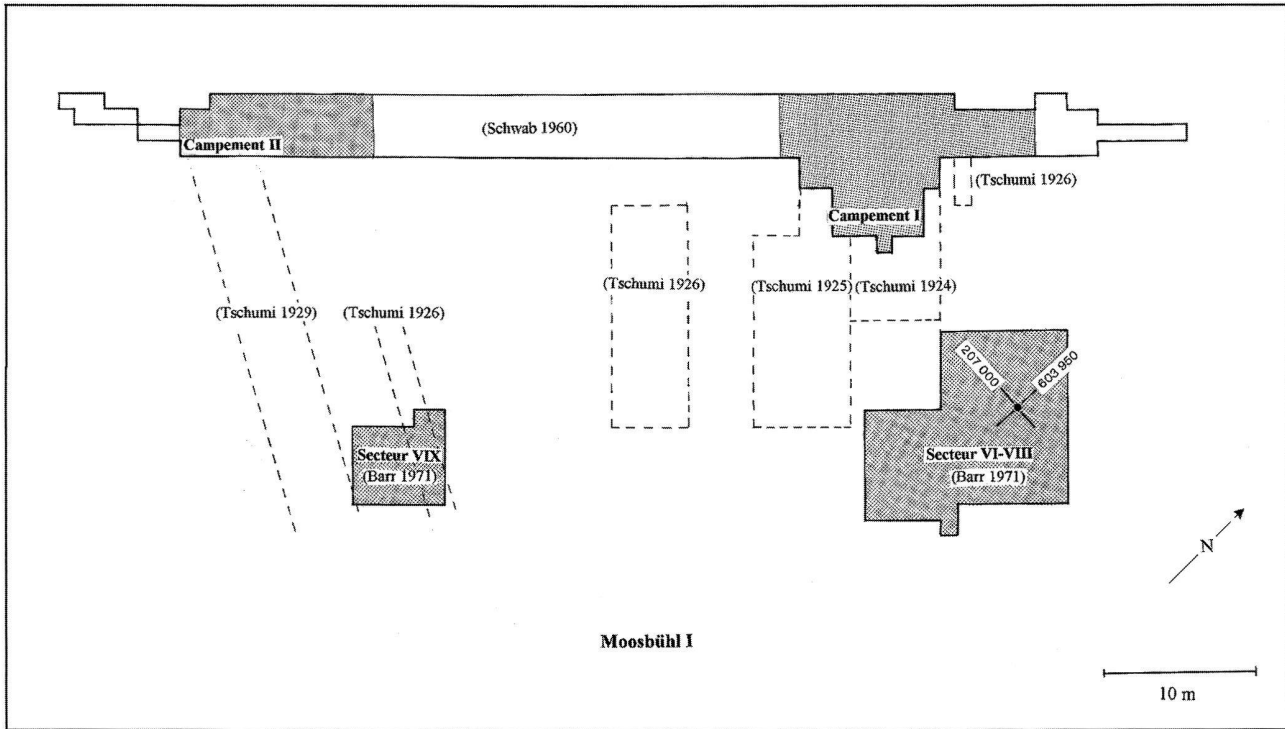 (Schwab 1960)
Campement II
(Tschumi 1926)
Campement I
(Tschumi 1929)
(Tschumi 1926)
(Tschumi 1926)
(Tschumi 1925)
(Tschumi 1924)
207 000
603 950
Secteur VIX
(Barr 1971)
Secteur VI-VIII
(Barr 1971)
N
Moosbühl I
10 m